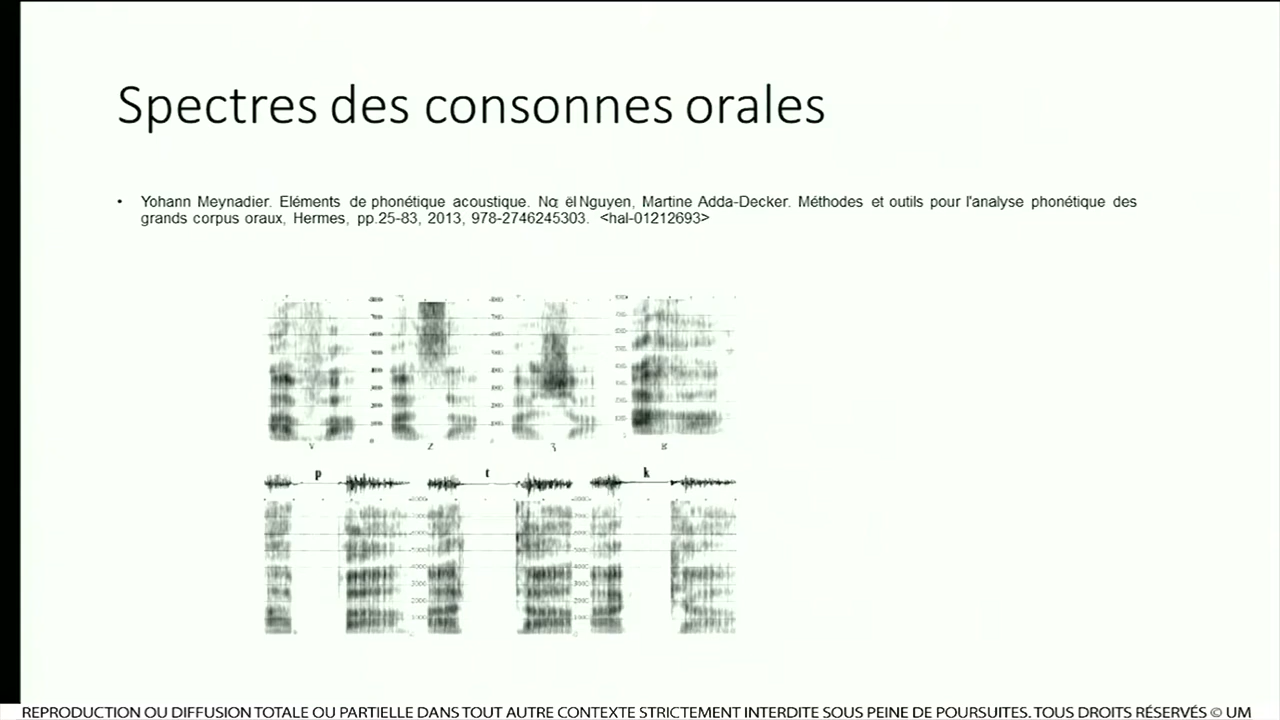 Spectres des consonnes orales
• Yohann Meynadier. Eléments de phonétique acoustique. Nα ël Nguyen, Martine Adda-Decker. Méthodes et outils pour l'analyse phonétique des
grands corpus oraux, Hermes, pp.25-83, 2013, 978-2746245303. <hal-01212693>
v z ʒ ʁ
p t k
REPRODUCTION OU DIFFUSION TOTALE OU PARTIELLE DANS TOUT AUTRE CONTEXTE STRICTEMENT INTERDITE SOUS PEINE DE POURSUITES. TOUS DROITS RÉSERVÉS © UM